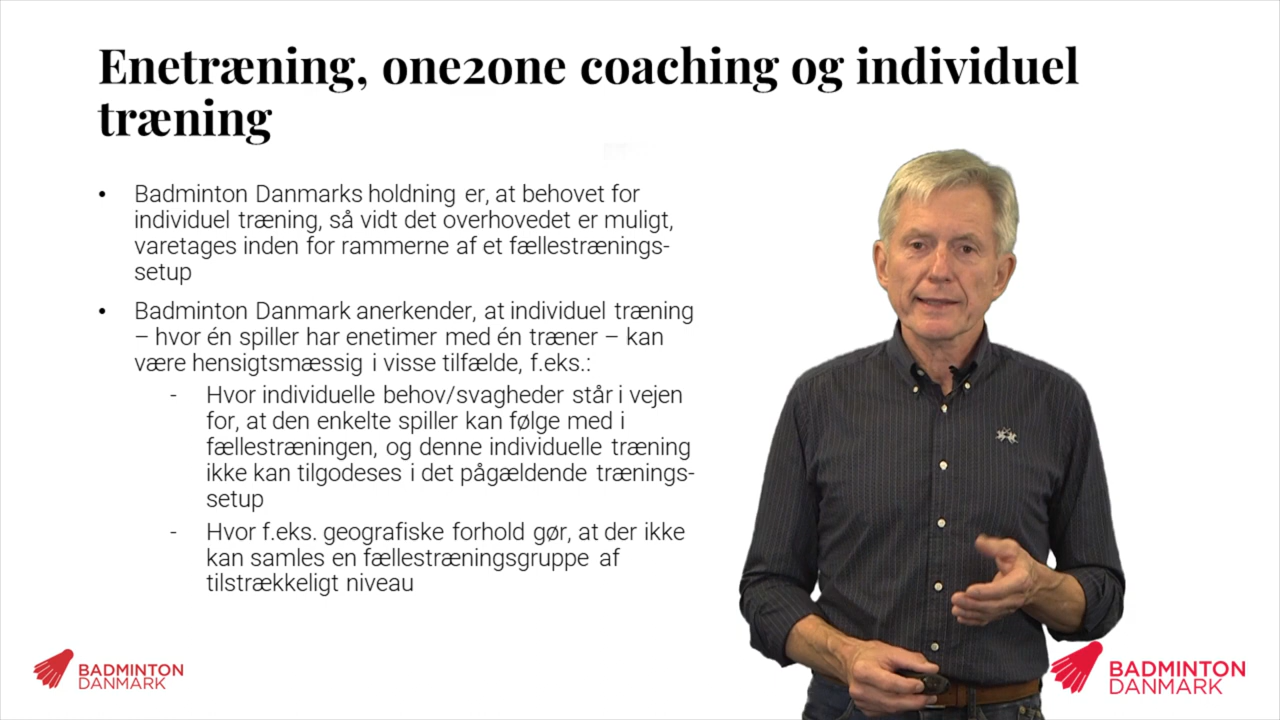 Enetræning, one2one coaching og individuel
træning
• Badminton Danmarks holdning er, at behovet for
individuel træning, så vidt det overhovedet er muligt,
varetages inden for rammerne af et fællestrænings-
setup
• Badminton Danmark anerkender, at individuel træning
– hvor én spiller har enetimer med én træner – kan
være hensigtsmæssig i visse tilfælde, f.eks.:
- Hvor individuelle behov/svagheder står i vejen
for, at den enkelte spiller kan følge med i
fællestræningen, og denne individuelle træning
ikke kan tilgodeses i det pågældende trænings-
setup
- Hvor f.eks. geografiske forhold gør, at der ikke
kan samles en fællestræningsgruppe af
tilstrækkeligt niveau
BADMINTON
DANMARK
BADMINTON
DANMARK